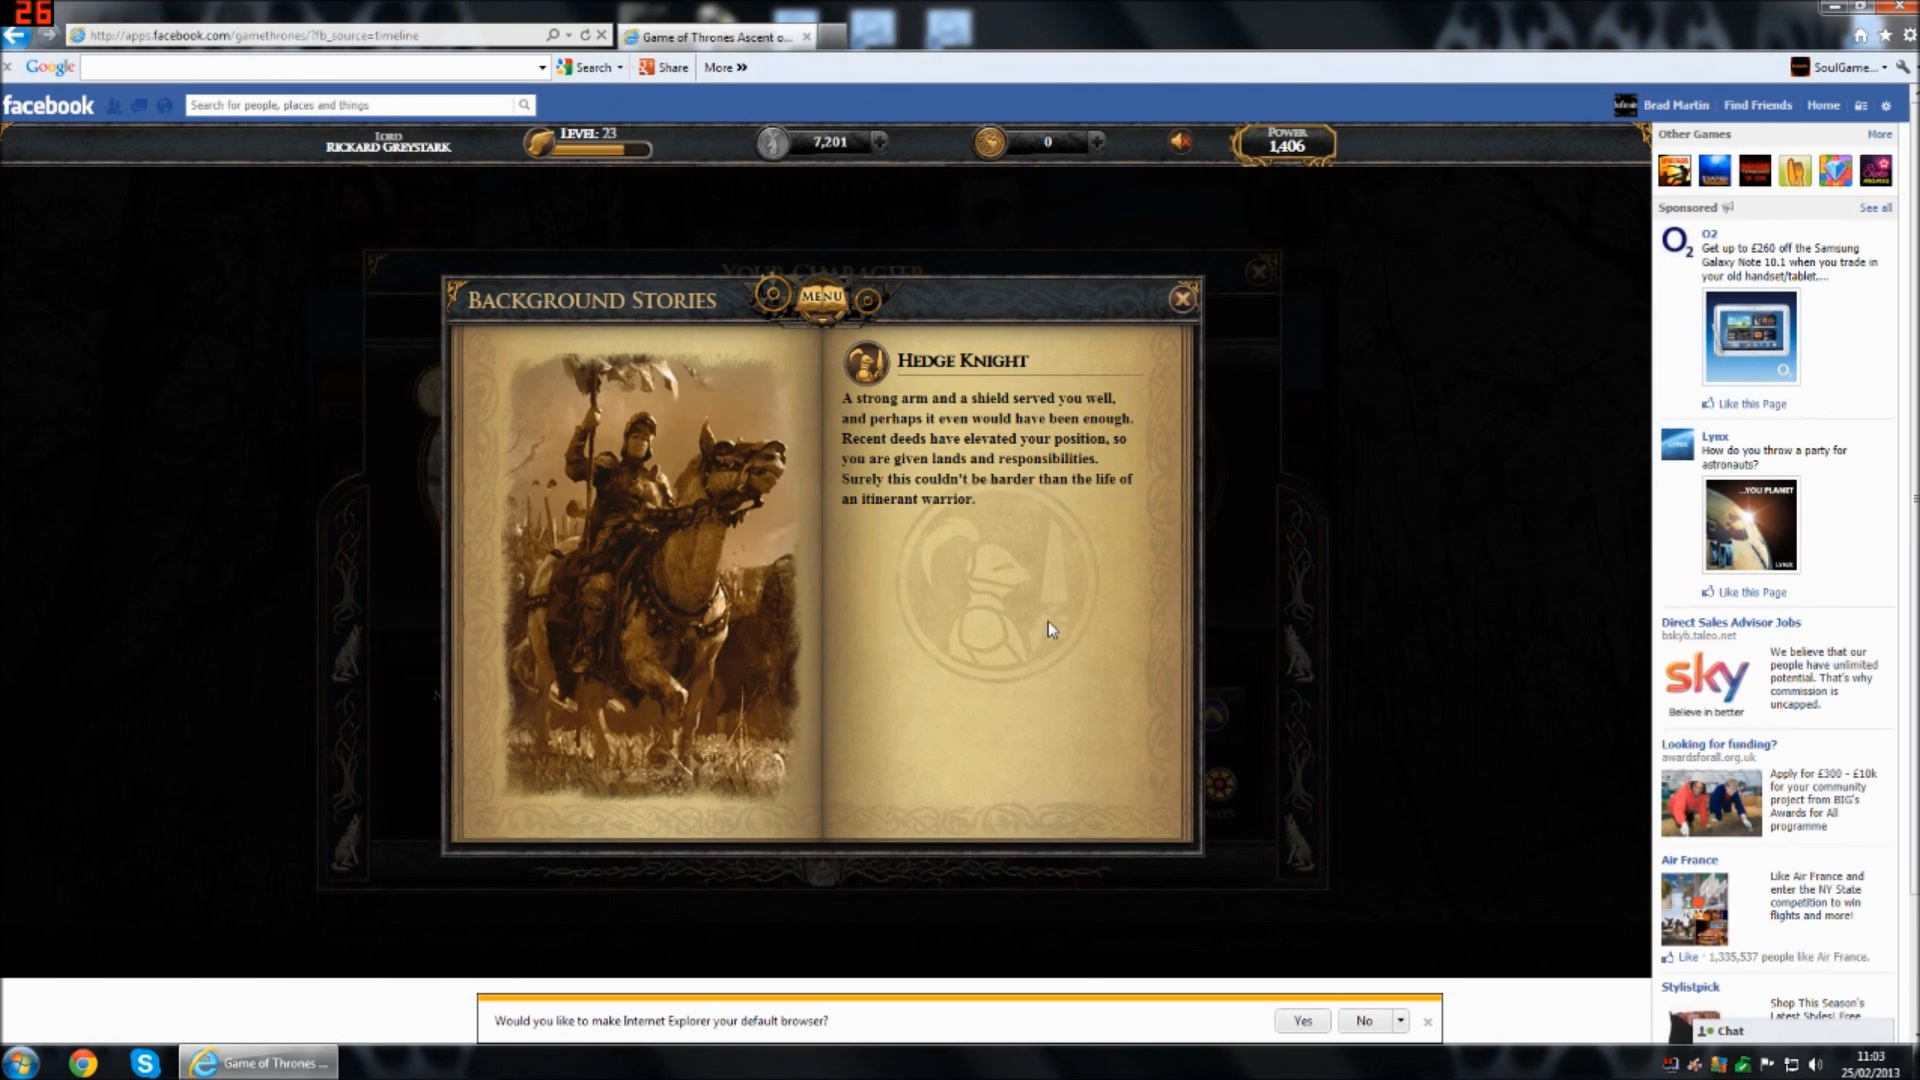 26
http://apps.facebook.com/gamethrones/?fb_source=timeline
Game of Thrones Ascent o...
Google
Search
Share
More »
SoulGame...
facebook
Search for people, places and things
Brad Martin
Find Friends
Home
LORD
RICKARD GREYSTARK
LEVEL: 23
7,201
0
POWER
1,406
YOUR CHARACTER
BACKGROUND STORIES
MENU
HEDGE KNIGHT
A strong arm and a shield served you well,
and perhaps it even would have been enough.
Recent deeds have elevated your position, so
you are given lands and responsibilities.
Surely this couldn't be harder than the life of
an itinerant warrior.
Other Games
More
Sponsored
See all
O2
O2
Get up to £260 off the Samsung
Galaxy Note 10.1 when you trade in
your old handset/tablet....
Like this Page
Lynx
How do you throw a party for
astronauts?
LYNX
...YOU PLANET
LYNX
Like this Page
Direct Sales Advisor Jobs
bskyb.taleo.net
sky
Believe in better
We believe that our
people have unlimited
potential. That's why
commission is
uncapped.
Looking for funding?
awardsforall.org.uk
Apply for £300 - £10k
for your community
project from BIG's
Awards for All
programme
Air France
Like Air France and
enter the NY State
competition to win
flights and more!
Like · 1,335,537 people like Air France.
Stylistpick
Shop This Season's
Latest Styles! Free
Chat
Would you like to make Internet Explorer your default browser?
Yes
No
Game of Thrones ...
11:03
25/02/2013